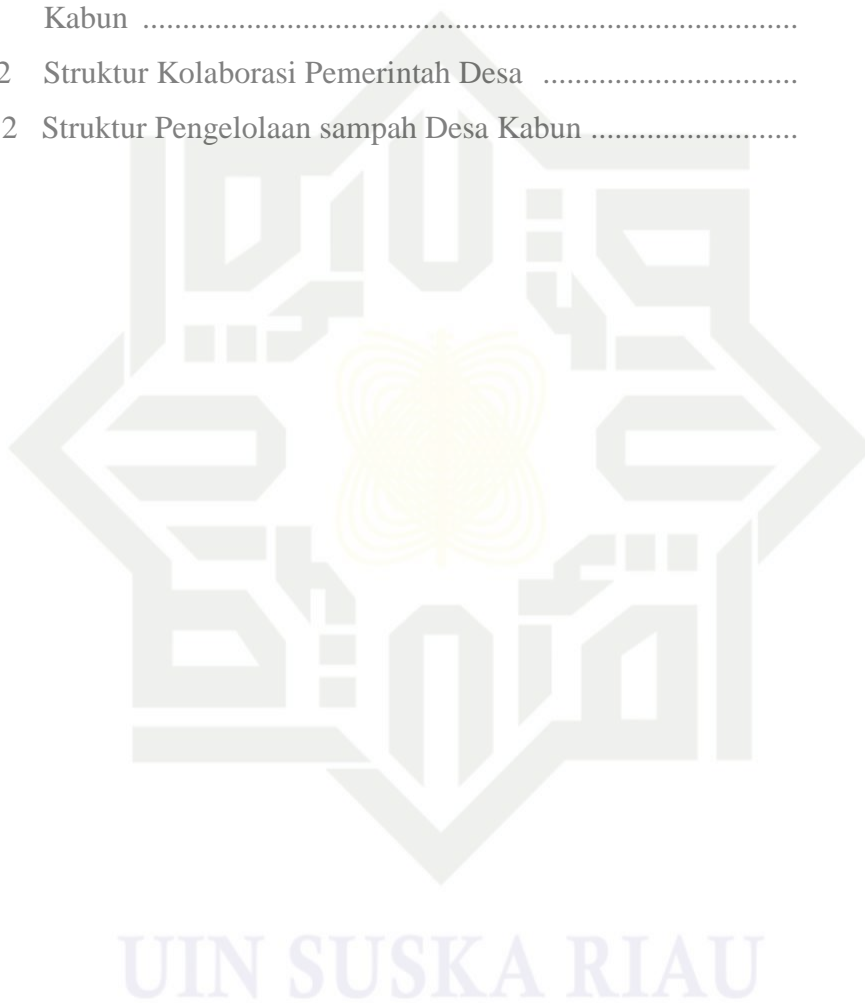 Kabun ..................................................................................
2 Struktur Kolaborasi Pemerintah Desa ................................
2 Struktur Pengelolaan sampah Desa Kabun ..........................
UIN SUSKA RIAU